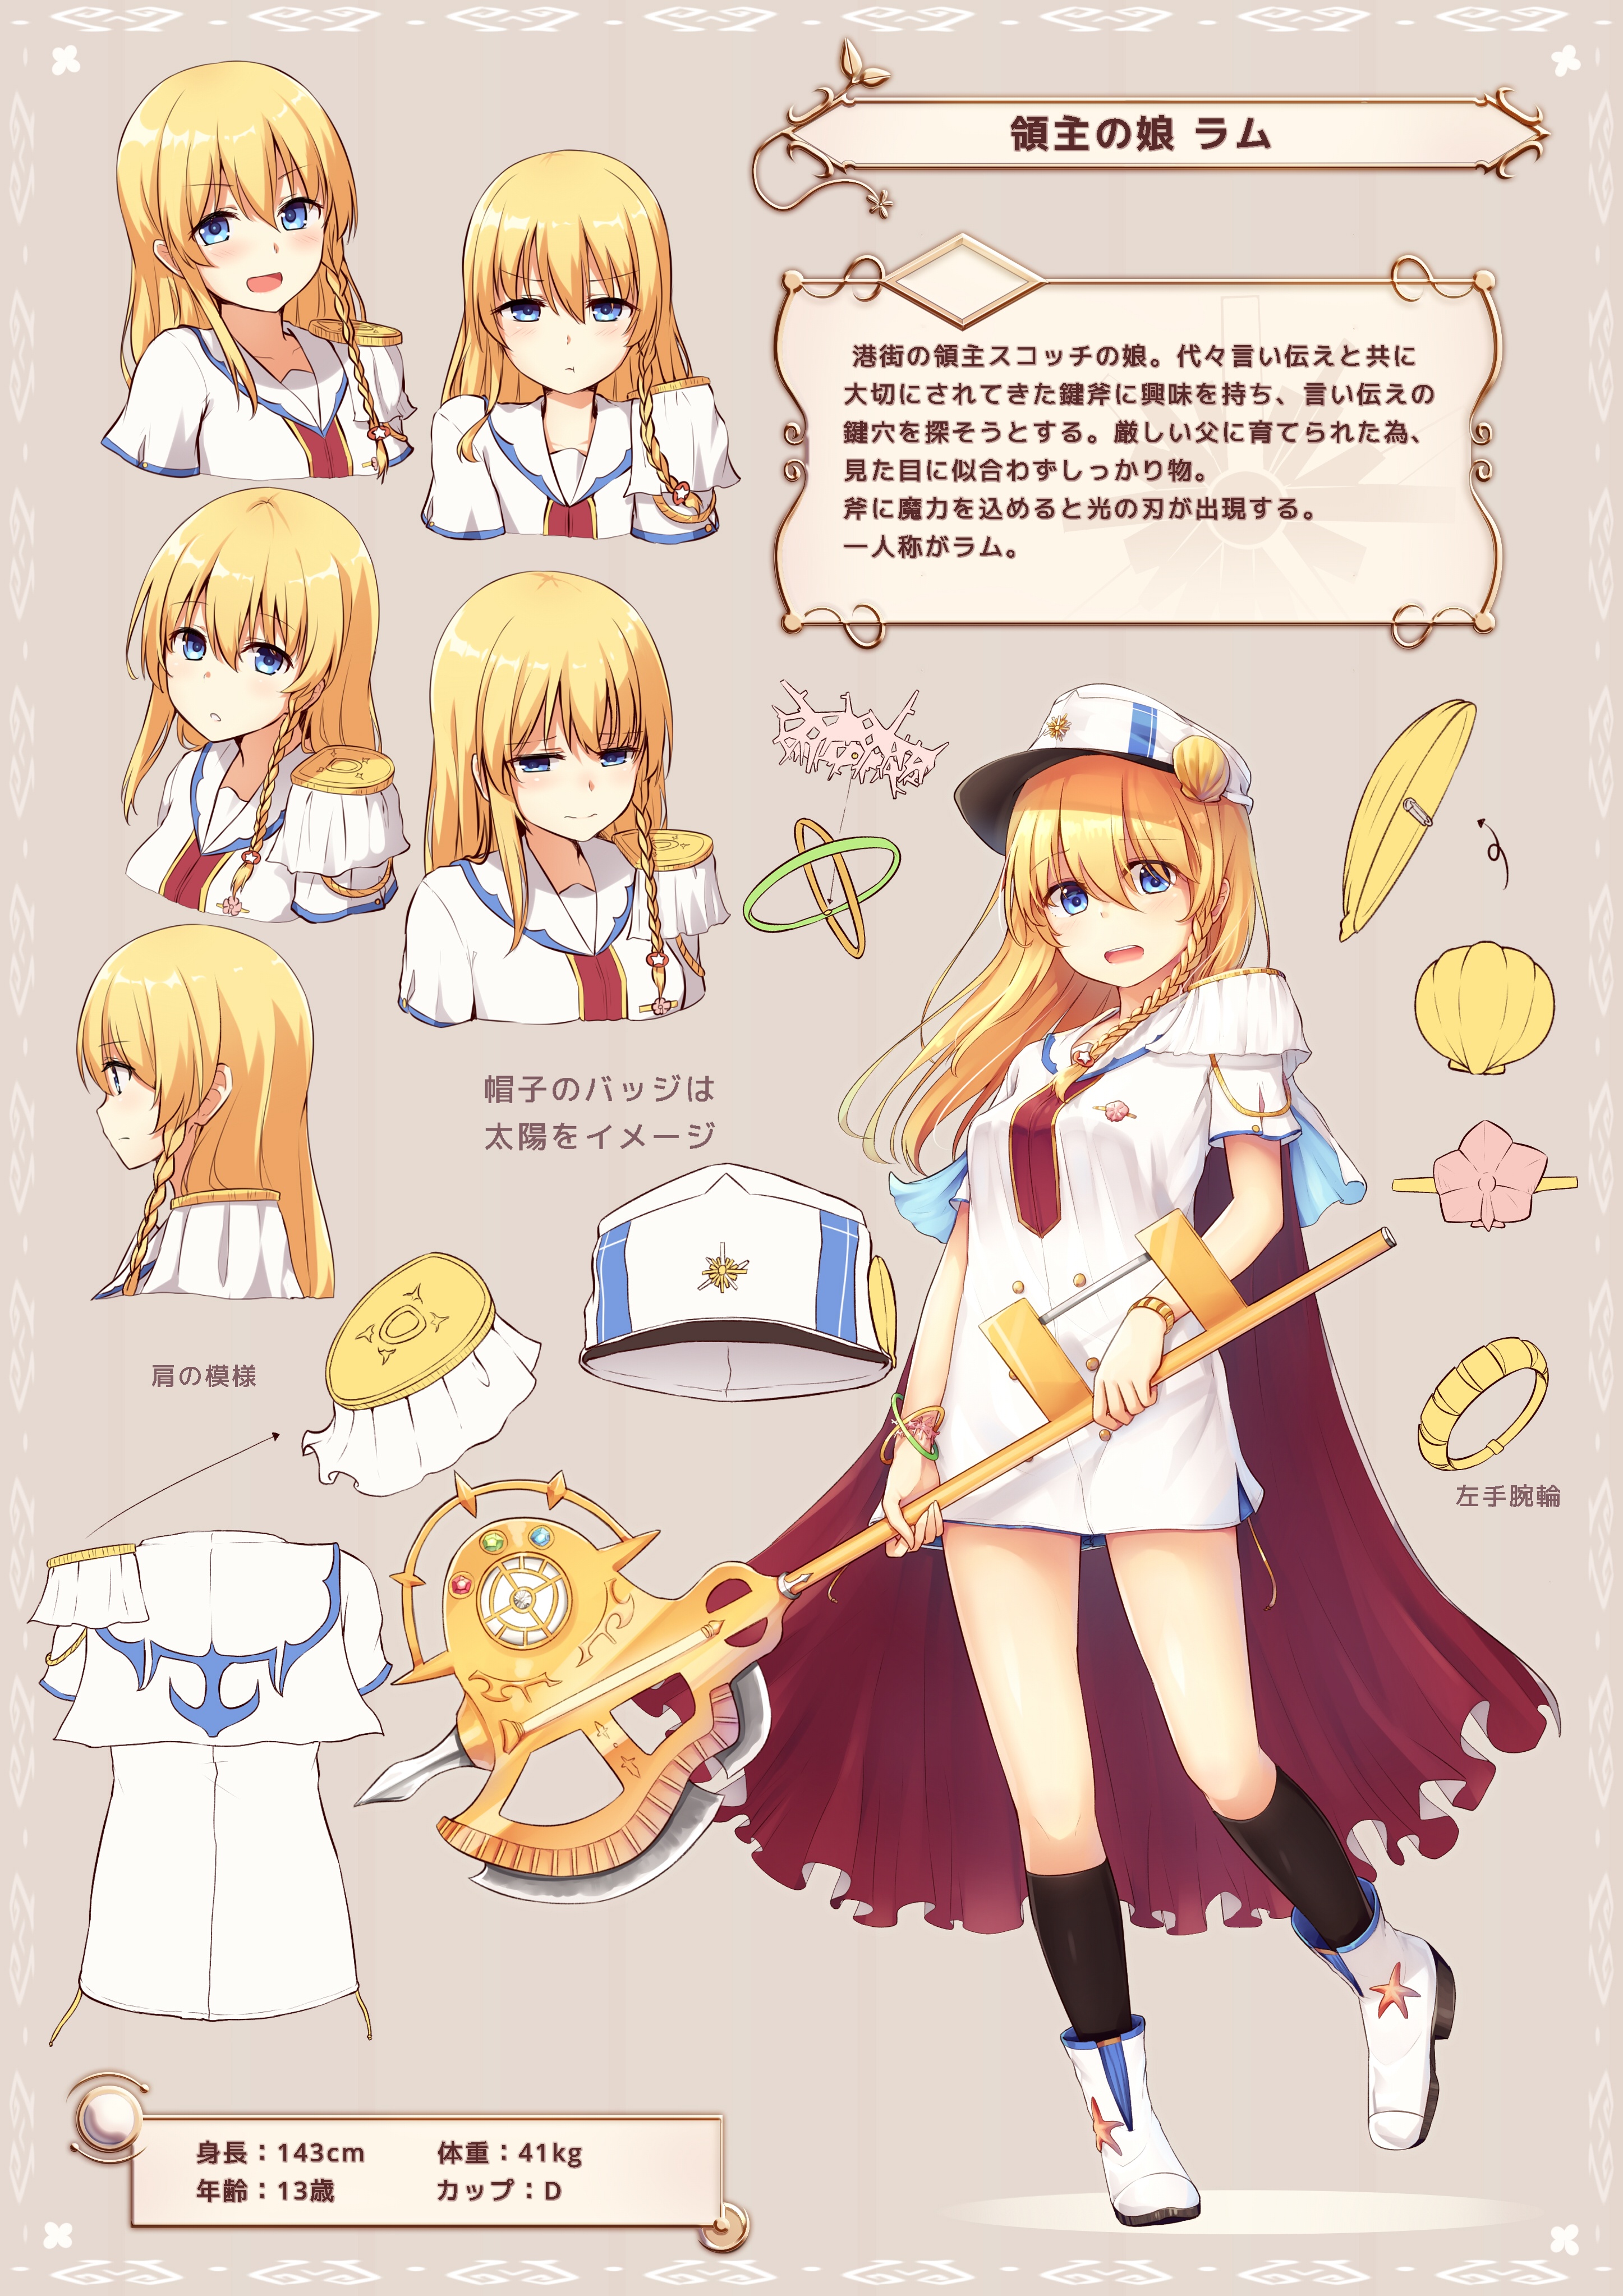 領主の娘 ラム
港街の領主スコッチの娘。代々言い伝えと共に
大切にされてきた鍵斧に興味を持ち、言い伝えの
鍵穴を探そうとする。厳しい父に育てられた為、
見た目に似合わずしっかり物。
斧に魔力を込めると光の刃が出現する。
一人称がラム。
帽子のバッジは
太陽をイメージ
肩の模様
左手腕輪
身長：143cm 体重：41kg
年齢：13歳 カップ：D